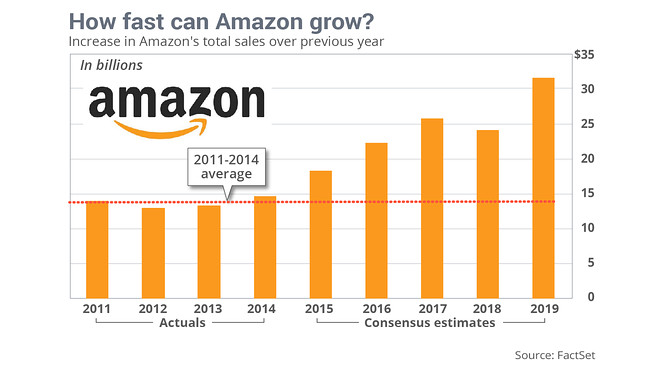 How fast can Amazon grow?
Increase in Amazon's total sales over previous year
In billions
amazon
2011-2014
average
$35
30
25
20
15
10
5
0
2011 2012 2013 2014 2015 2016 2017 2018 2019
Actuals Consensus estimates
Source: FactSet